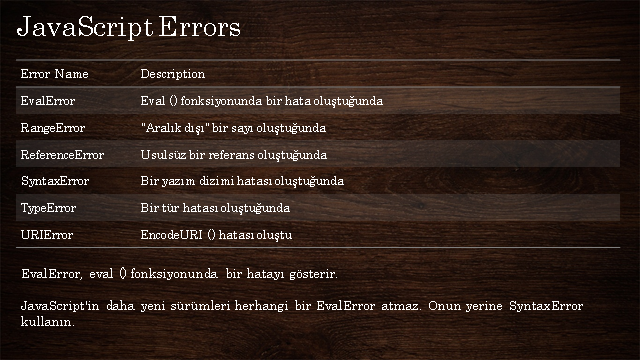 JavaScript Errors
Error Name Description
EvalError Eval () fonksiyonunda bir hata oluştuğunda
RangeError "Aralık dışı" bir sayı oluştuğunda
ReferenceError Usulsüz bir referans oluştuğunda
SyntaxError Bir yazım dizimi hatası oluştuğunda
TypeError Bir tür hatası oluştuğunda
URIError EncodeURI () hatası oluştu
EvalError, eval () fonksiyonunda bir hatayı gösterir.
JavaScript'in daha yeni sürümleri herhangi bir EvalError atmaz. Onun yerine SyntaxError
kullanın.